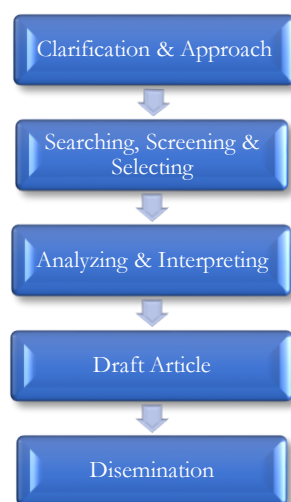 Clarification & Approach
Searching, Screening &
Selecting
Analyzing & Interpreting
Draft Article
Disemination